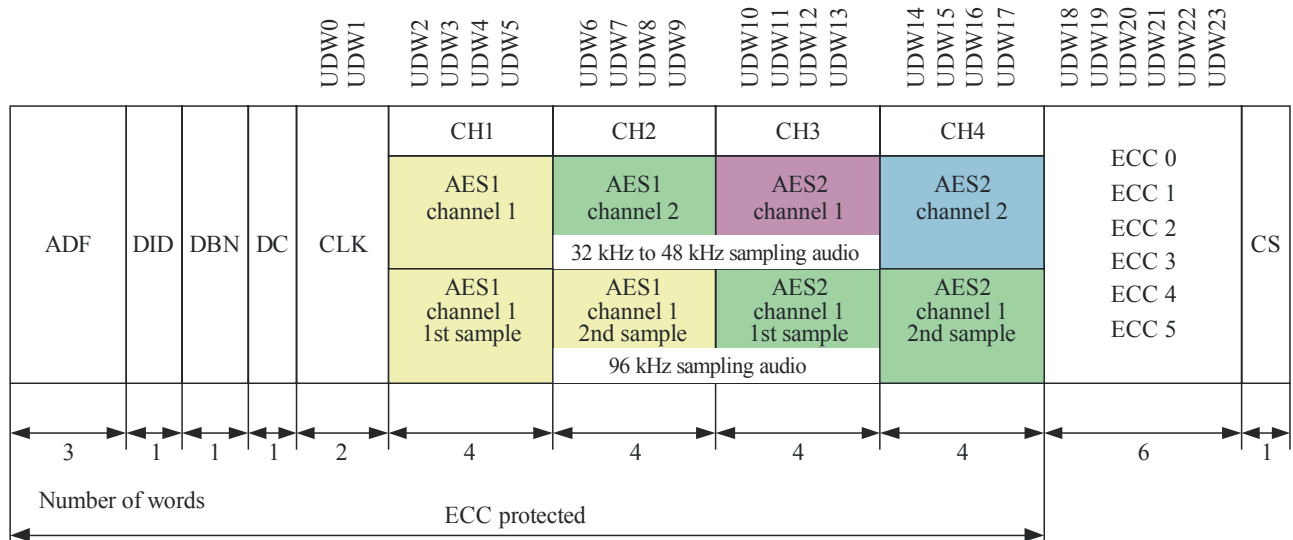 UDW0
UDW1
UDW2
UDW3
UDW4
UDW5
UDW6
UDW7
UDW8
UDW9
UDW10
UDW11
UDW12
UDW13
UDW14
UDW15
UDW16
UDW17
UDW18
UDW19
UDW20
UDW21
UDW22
UDW23
ADF
DID
DBN
DC
CLK
CH1
CH2
CH3
CH4
AES1
channel 1
AES1
channel 2
AES2
channel 1
AES2
channel 2
32 kHz to 48 kHz sampling audio
AES1
channel 1
1st sample
AES1
channel 1
2nd sample
AES2
channel 1
1st sample
AES2
channel 1
2nd sample
96 kHz sampling audio
ECC 0
ECC 1
ECC 2
ECC 3
ECC 4
ECC 5
CS
3
1
1
1
2
4
4
4
4
6
1
Number of words
ECC protected